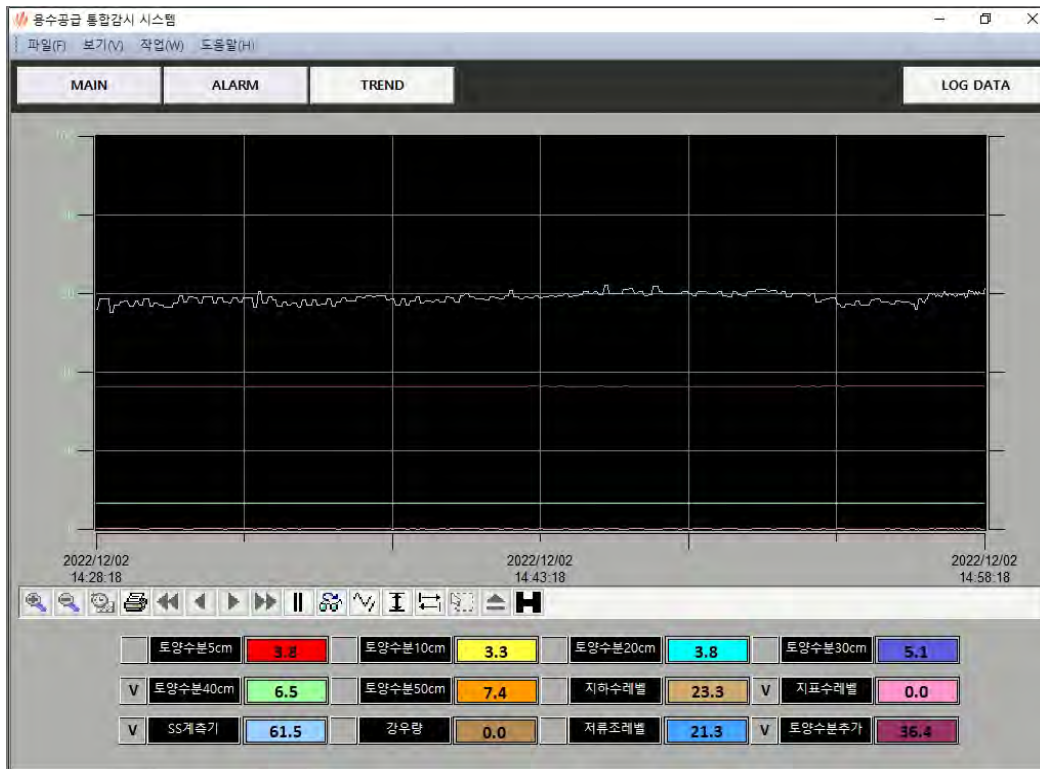 용수공급 통합감시 시스템
파일(F) 보기(V) 작업(W) 도움말(H)
MAIN ALARM TREND LOG DATA
2022/12/02 2022/12/02 2022/12/02
14:28:18 14:43:18 14:58:18
토양수분5cm 3.8 토양수분10cm 3.3 토양수분20cm 3.8 토양수분30cm 5.1
V 토양수분40cm 6.5 토양수분50cm 7.4 지하수레벨 23.3 V 지표수레벨 0.0
V SS계측기 61.5 강우량 0.0 저류조레벨 21.3 V 토양수분추가 36.4